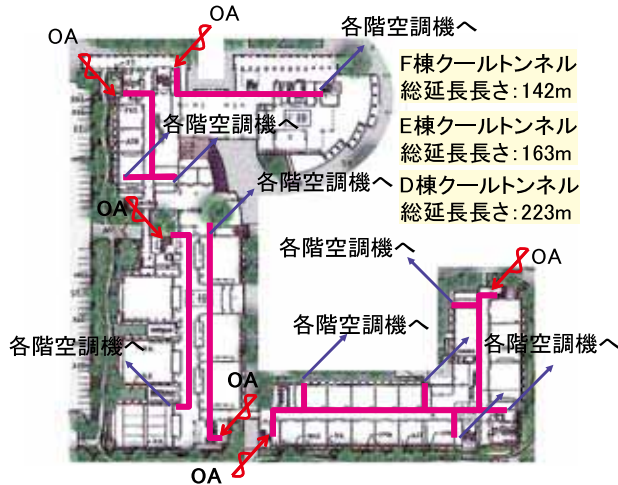 OA
OA
各階空調機へ
F棟クールトンネル
総延長長さ:142m
各階空調機へ
E棟クールトンネル
総延長長さ:163m
各階空調機へ
D棟クールトンネル
総延長長さ:223m
OA
各階空調機へ
OA
各階空調機へ
各階空調機へ
各階空調機へ
OA
OA